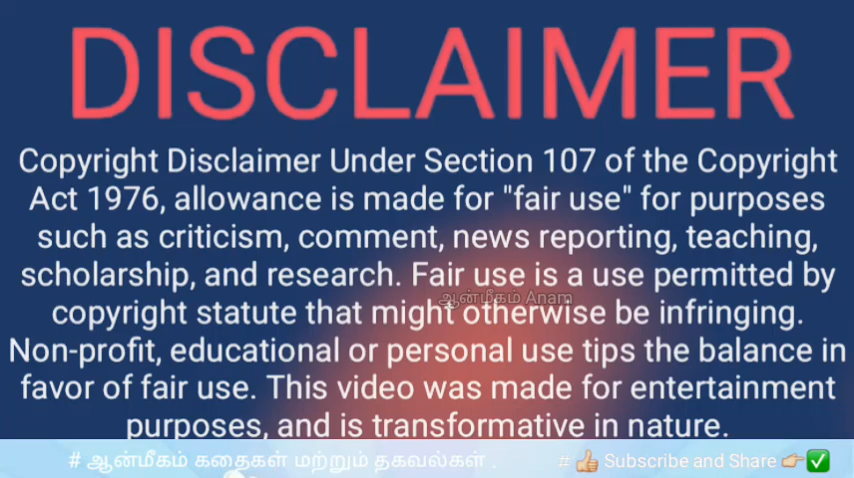 DISCLAIMER
Copyright Disclaimer Under Section 107 of the Copyright
Act 1976, allowance is made for "fair use" for purposes
such as criticism, comment, news reporting, teaching,
scholarship, and research. Fair use is a use permitted by
ஆன்மீகம் Anam
copyright statute that might otherwise be infringing.
Non-profit, educational or personal use tips the balance in
favor of fair use. This video was made for entertainment
purposes, and is transformative in nature.
# ஆன்மீகம் கதைகள் மற்றும் தகவல்கள் . # 👍 Subscribe and Share 👉✅